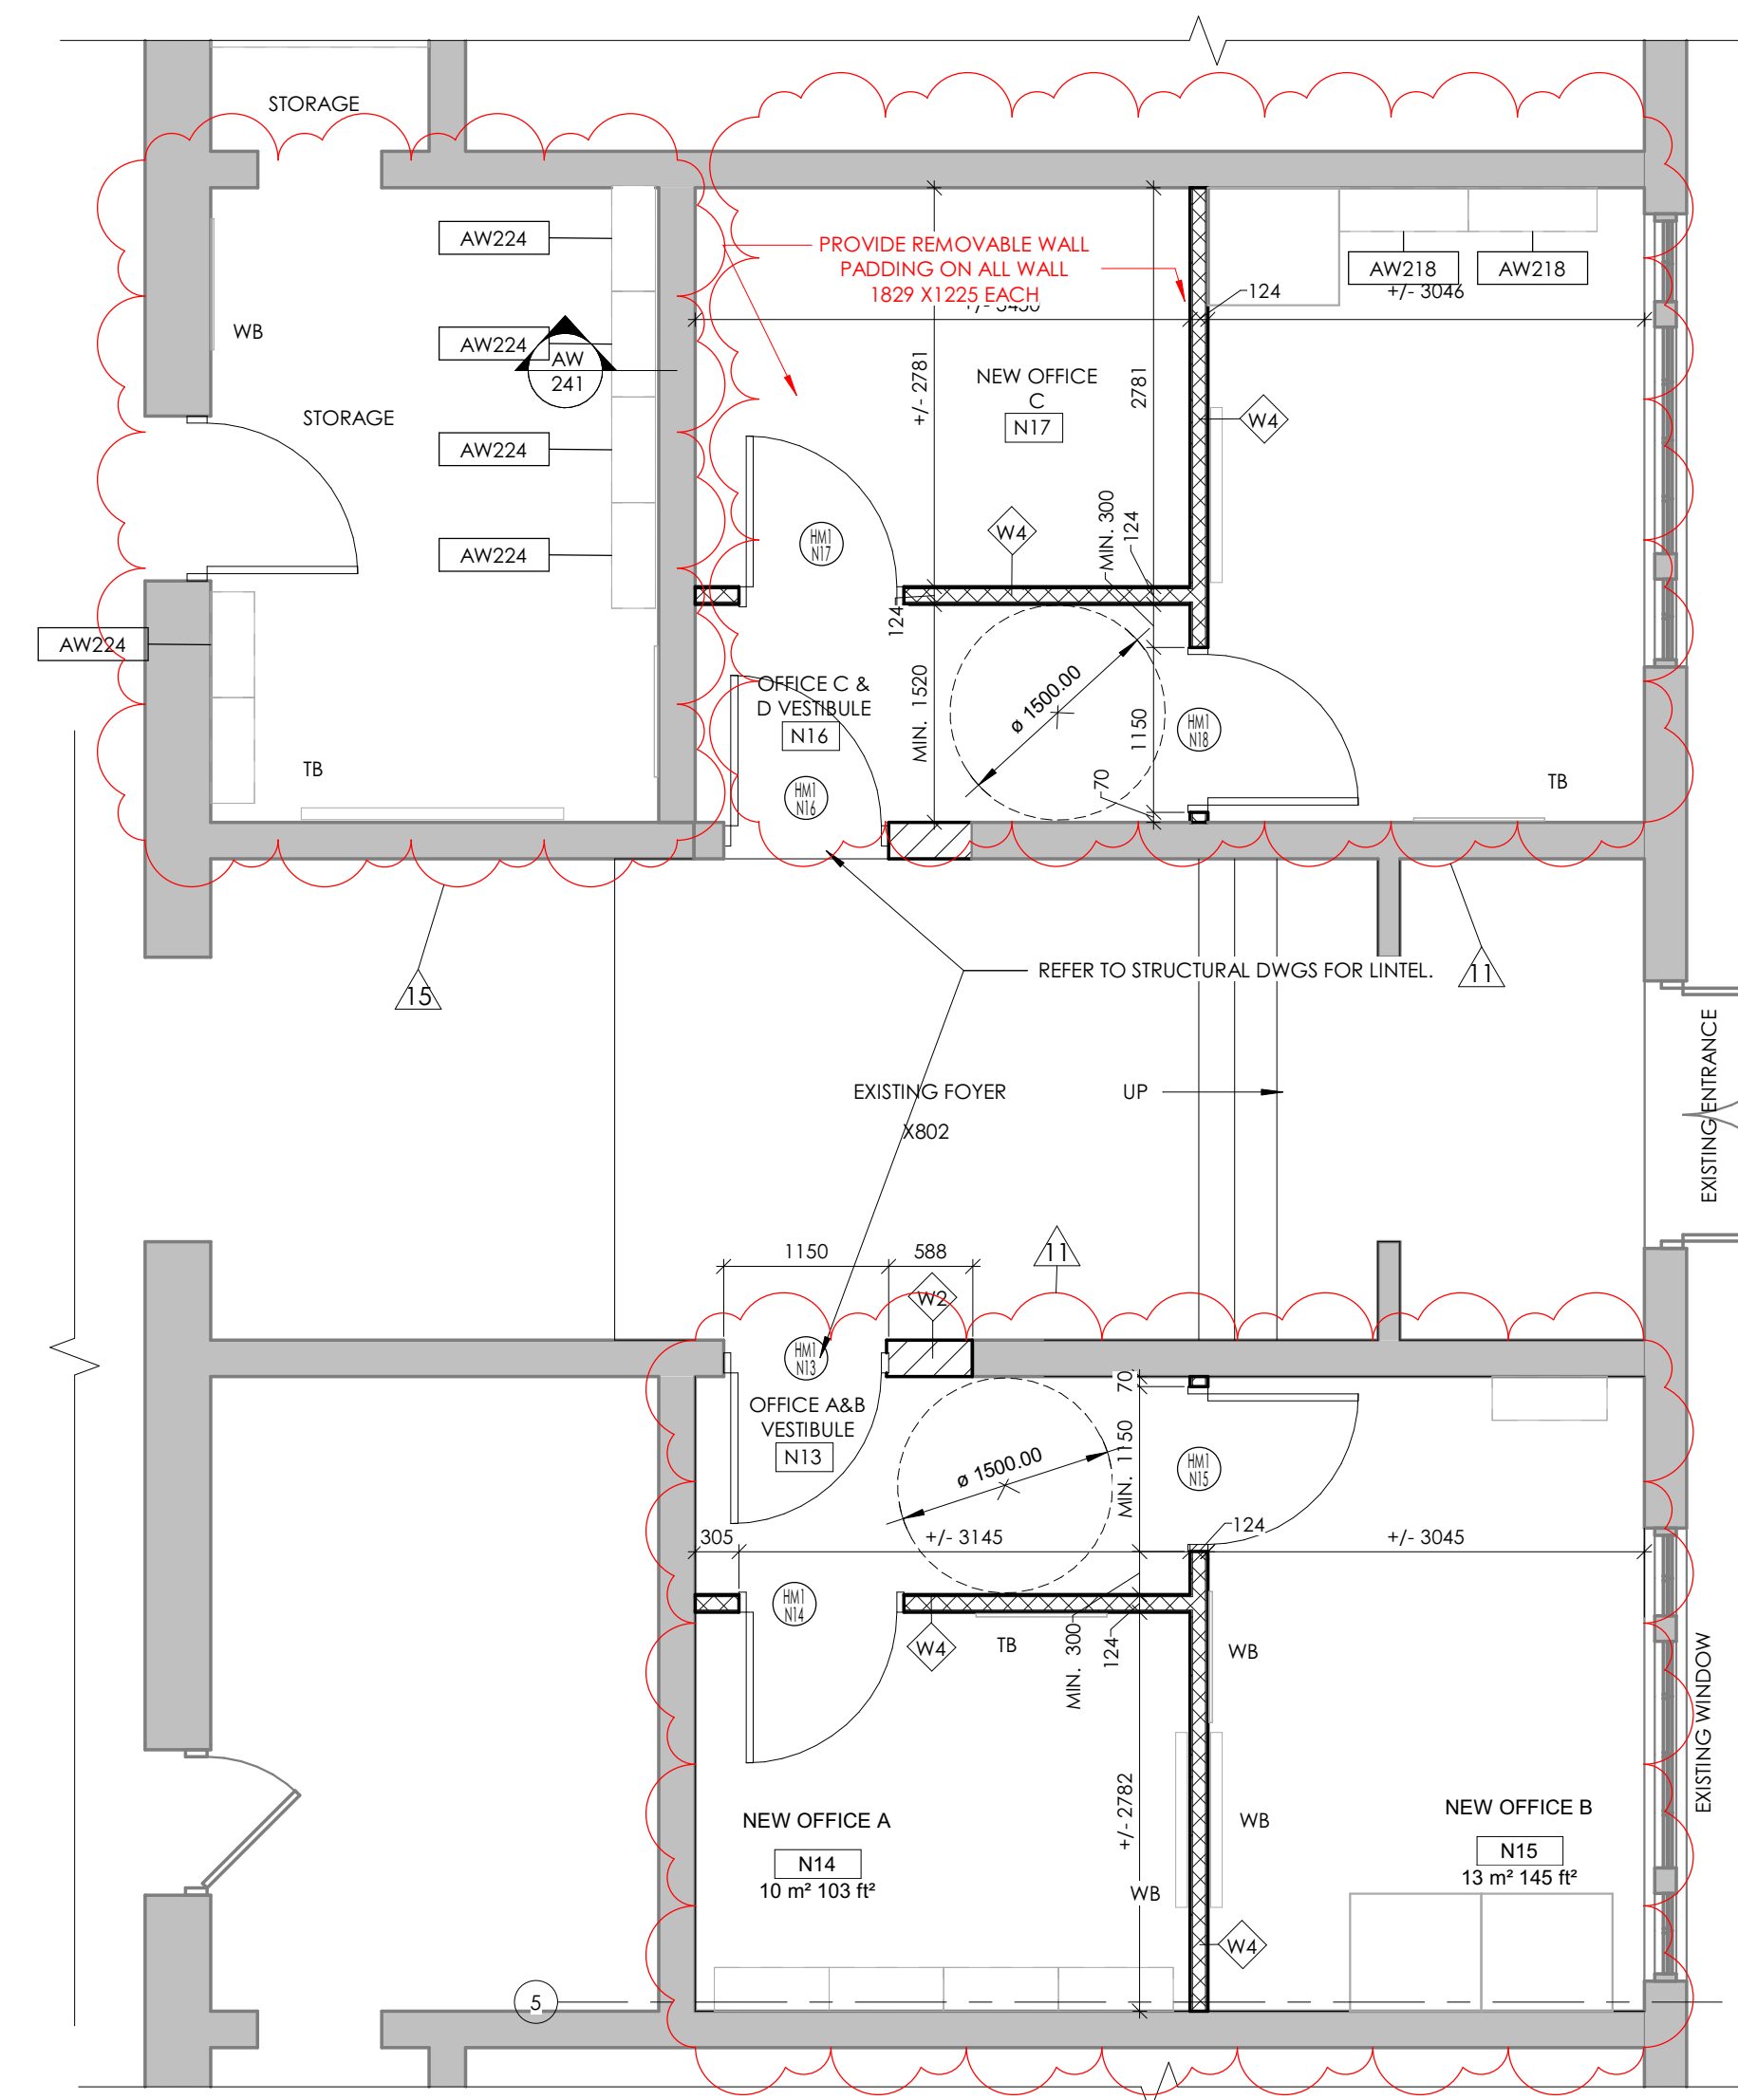 STORAGE
AW224
PROVIDE REMOVABLE WALL
PADDING ON ALL WALL
1829 X1225 EACH
AW218
AW218
124
+/- 3046
WB
AW224
AW
241
+/- 2781
NEW OFFICE
C
N17
2781
STORAGE
W4
AW224
HM1
N17
W4
MIN. 300
124
AW224
AW224
124
OFFICE C &
D VESTIBULE
N16
MIN. 1520
ø 1500.00
1150
HM1
N18
TB
HM1
N16
70
TB
15
REFER TO STRUCTURAL DWGS FOR LINTEL.
11
EXISTING ENTRANCE
EXISTING FOYER
X802
UP
1150
588
11
W2
HM1
N13
OFFICE A&B
VESTIBULE
N13
70
ø 1500.00
MIN. 1150
HM1
N15
305
+/- 3145
124
+/- 3045
HM1
N14
W4
TB
MIN. 300
124
WB
EXISTING WINDOW
NEW OFFICE A
N14
10 m² 103 ft²
+/- 2782
WB
WB
NEW OFFICE B
N15
13 m² 145 ft²
W4
5